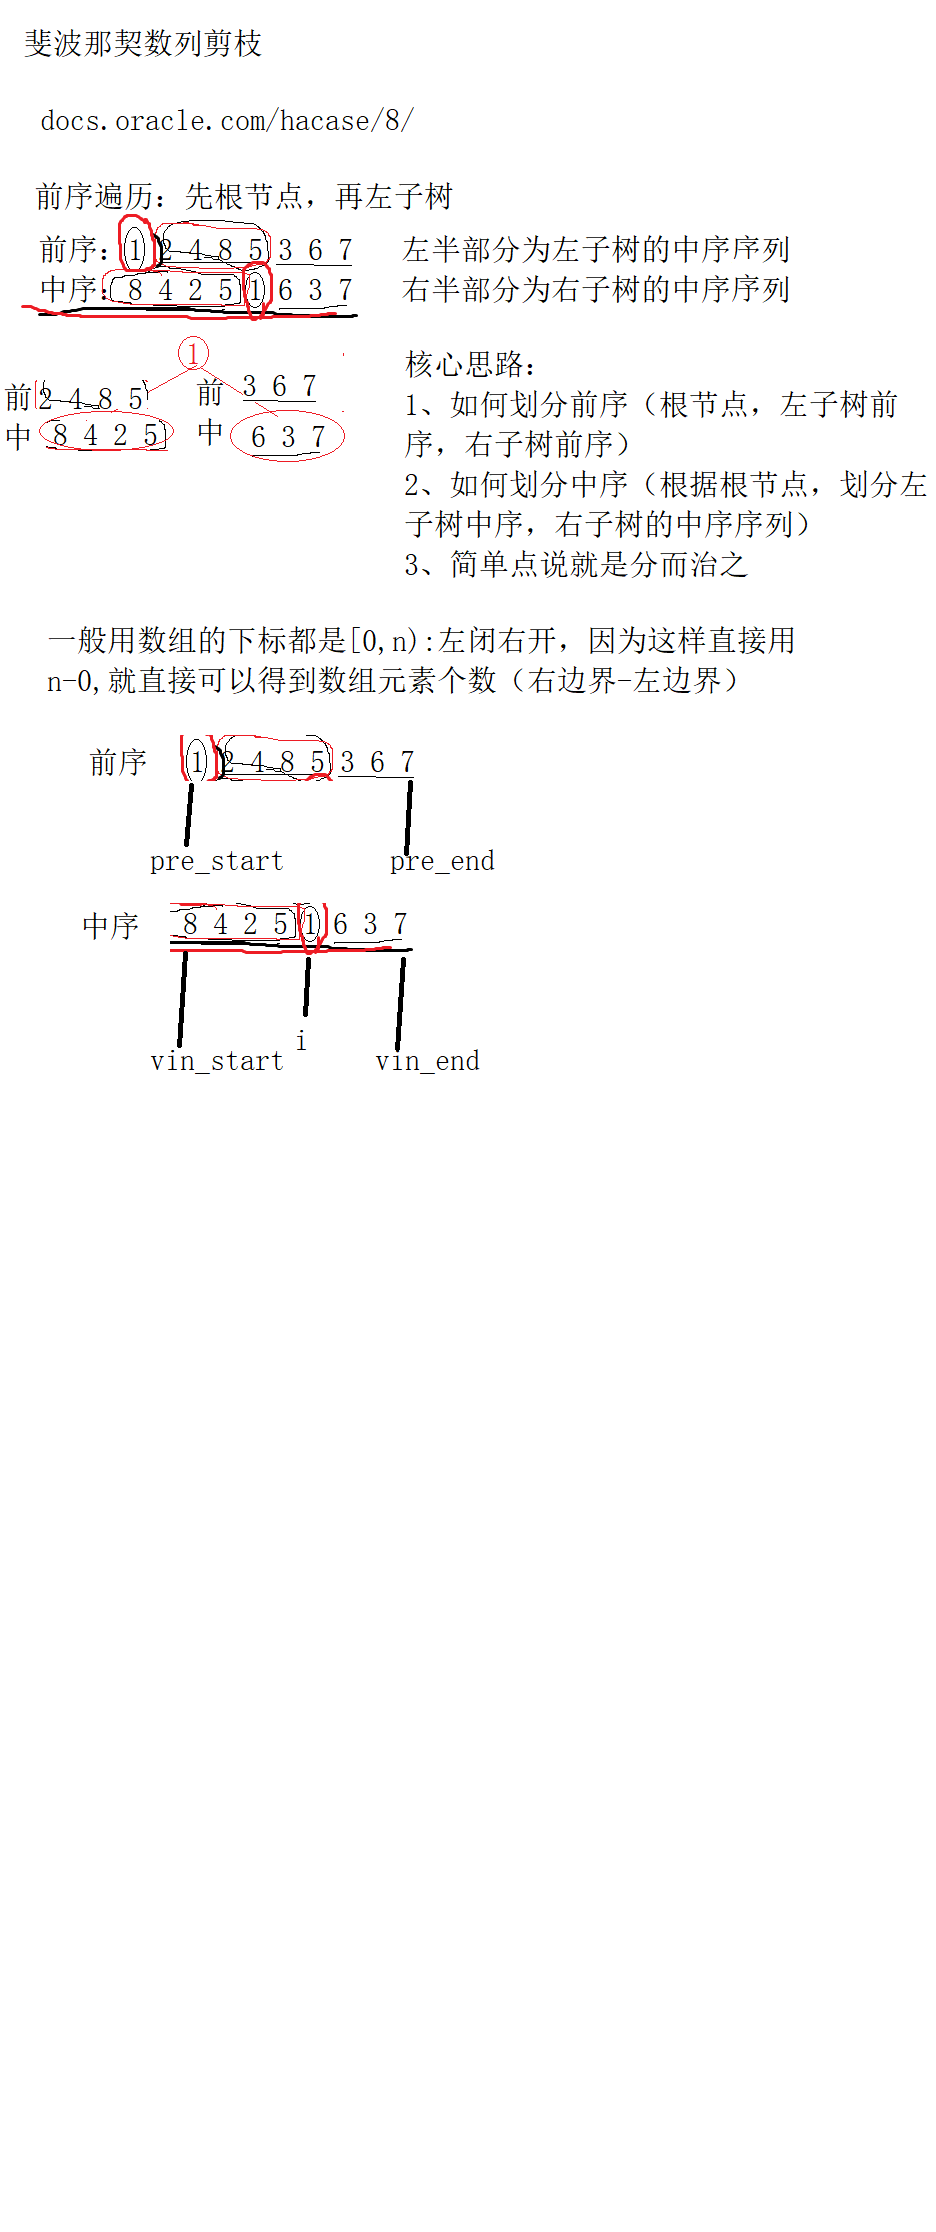 斐波那契数列剪枝
docs.oracle.com/hacase/8/
前序遍历：先根节点，再左子树
前序：1 2 4 8 5 3 6 7 左半部分为左子树的中序序列
中序：8 4 2 5 1 6 3 7 右半部分为右子树的中序序列
1
前 2 4 8 5 前 3 6 7
中 8 4 2 5 中 6 3 7
核心思路：
1、如何划分前序（根节点，左子树前
序，右子树前序）
2、如何划分中序（根据根节点，划分左
子树中序，右子树的中序序列）
3、简单点说就是分而治之
一般用数组的下标都是[0,n):左闭右开，因为这样直接用
n-0,就直接可以得到数组元素个数（右边界-左边界）
前序 1 2 4 8 5 3 6 7
pre_start pre_end
中序 8 4 2 5 1 6 3 7
i
vin_start vin_end